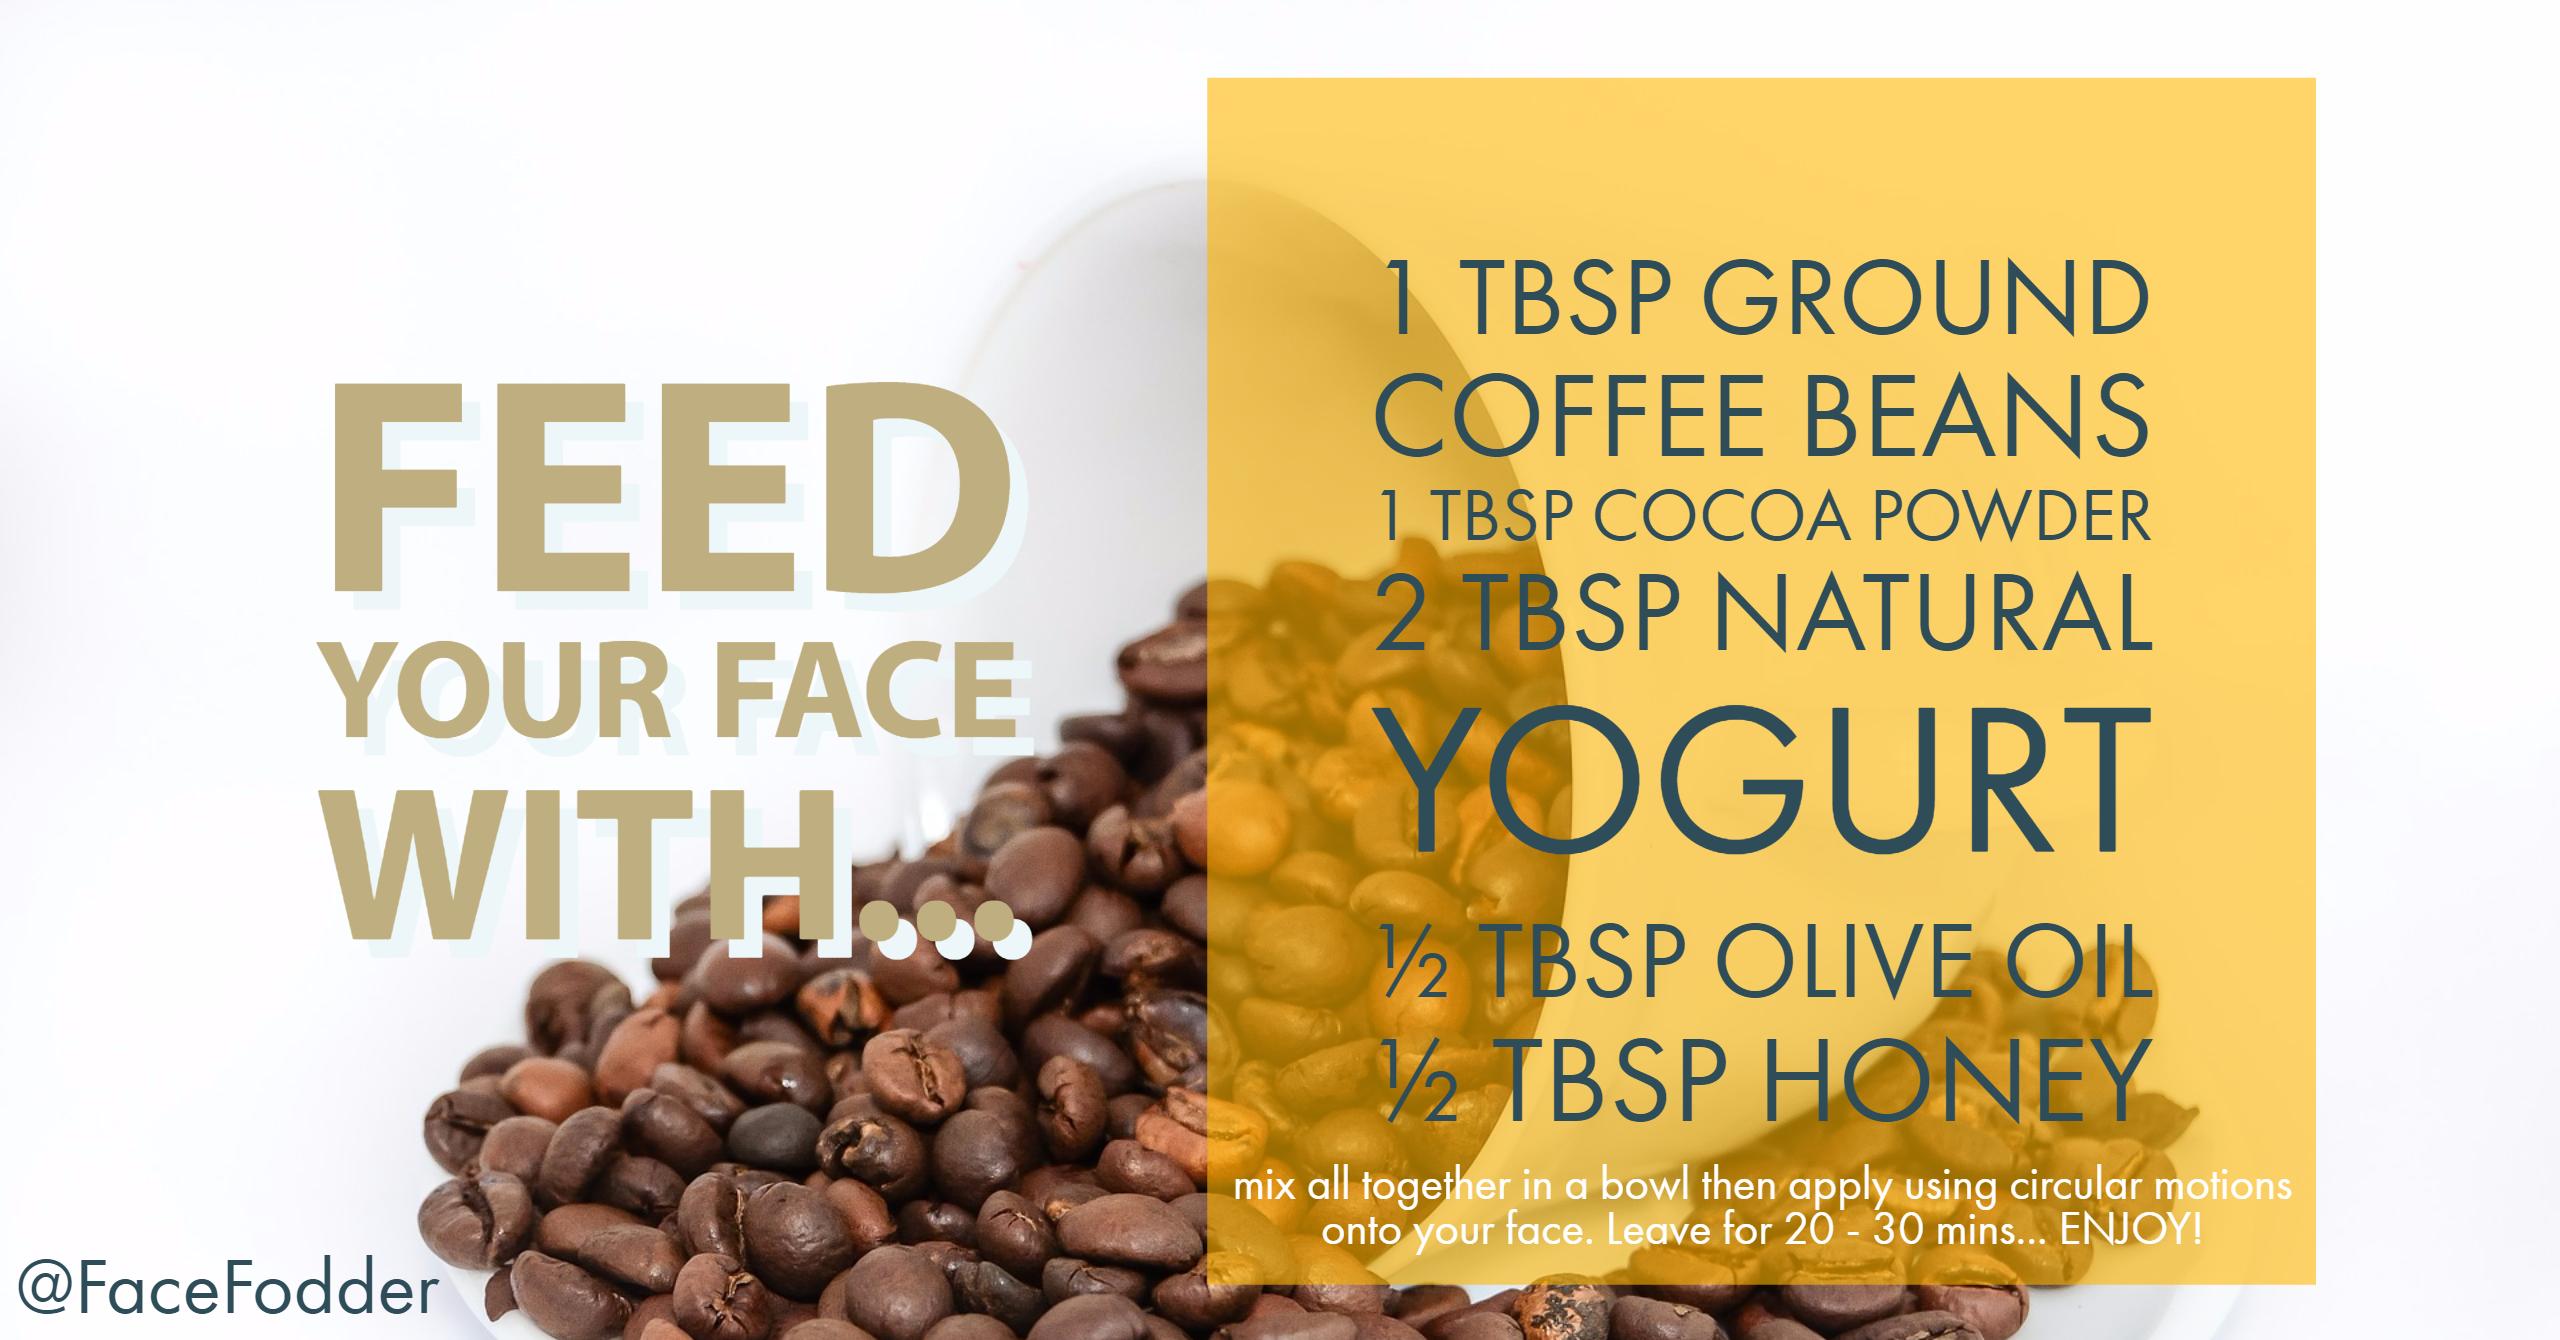 FEED
YOUR FACE
WITH...
1 TBSP GROUND
COFFEE BEANS
1 TBSP COCOA POWDER
2 TBSP NATURAL
YOGURT
½ TBSP OLIVE OIL
½ TBSP HONEY
mix all together in a bowl then apply using circular motions
onto your face. Leave for 20 - 30 mins... ENJOY!
@FaceFodder